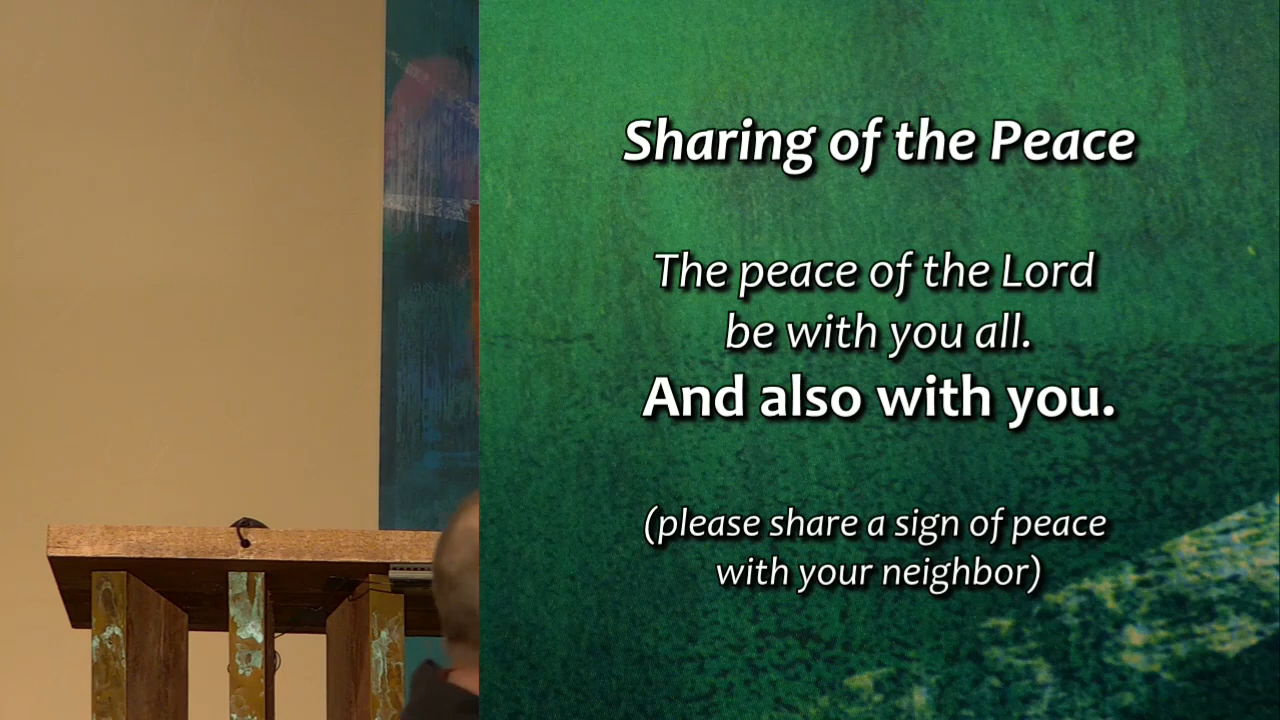 Sharing of the Peace
The peace of the Lord
be with you all.
And also with you.
(please share a sign of peace
with your neighbor)